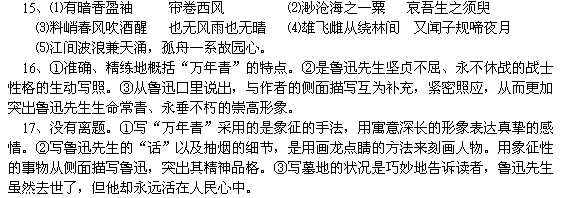 15、⑴有暗香盈袖　　帘卷西风　　⑵渺沧海之一粟　哀吾生之须臾
⑶料峭春风吹酒醒　也无风雨也无晴　⑷雄飞雌从绕林间　又闻子规啼夜月
⑸江间波浪兼天涌，孤舟一系故园心。
16、①准确、精练地概括“万年青”的特点。②是鲁迅先生坚贞不屈、永不休战的战士
性格的生动写照。③从鲁迅口里说出，与作者的侧面描写互为补充，紧密照应，从而更加
突出鲁迅先生生命常青、永垂不朽的崇高形象。
17、没有离题。①写“万年青”采用的是象征的手法，用寓意深长的形象表达真挚的感
情。②写鲁迅先生的“话”以及抽烟的细节，是用画龙点睛的方法来刻画人物。用象征性
的事物从侧面描写鲁迅，突出其精神品格。③写墓地的状况是巧妙地告诉读者，鲁迅先生
虽然去世了，但他却永远活在人民心中。